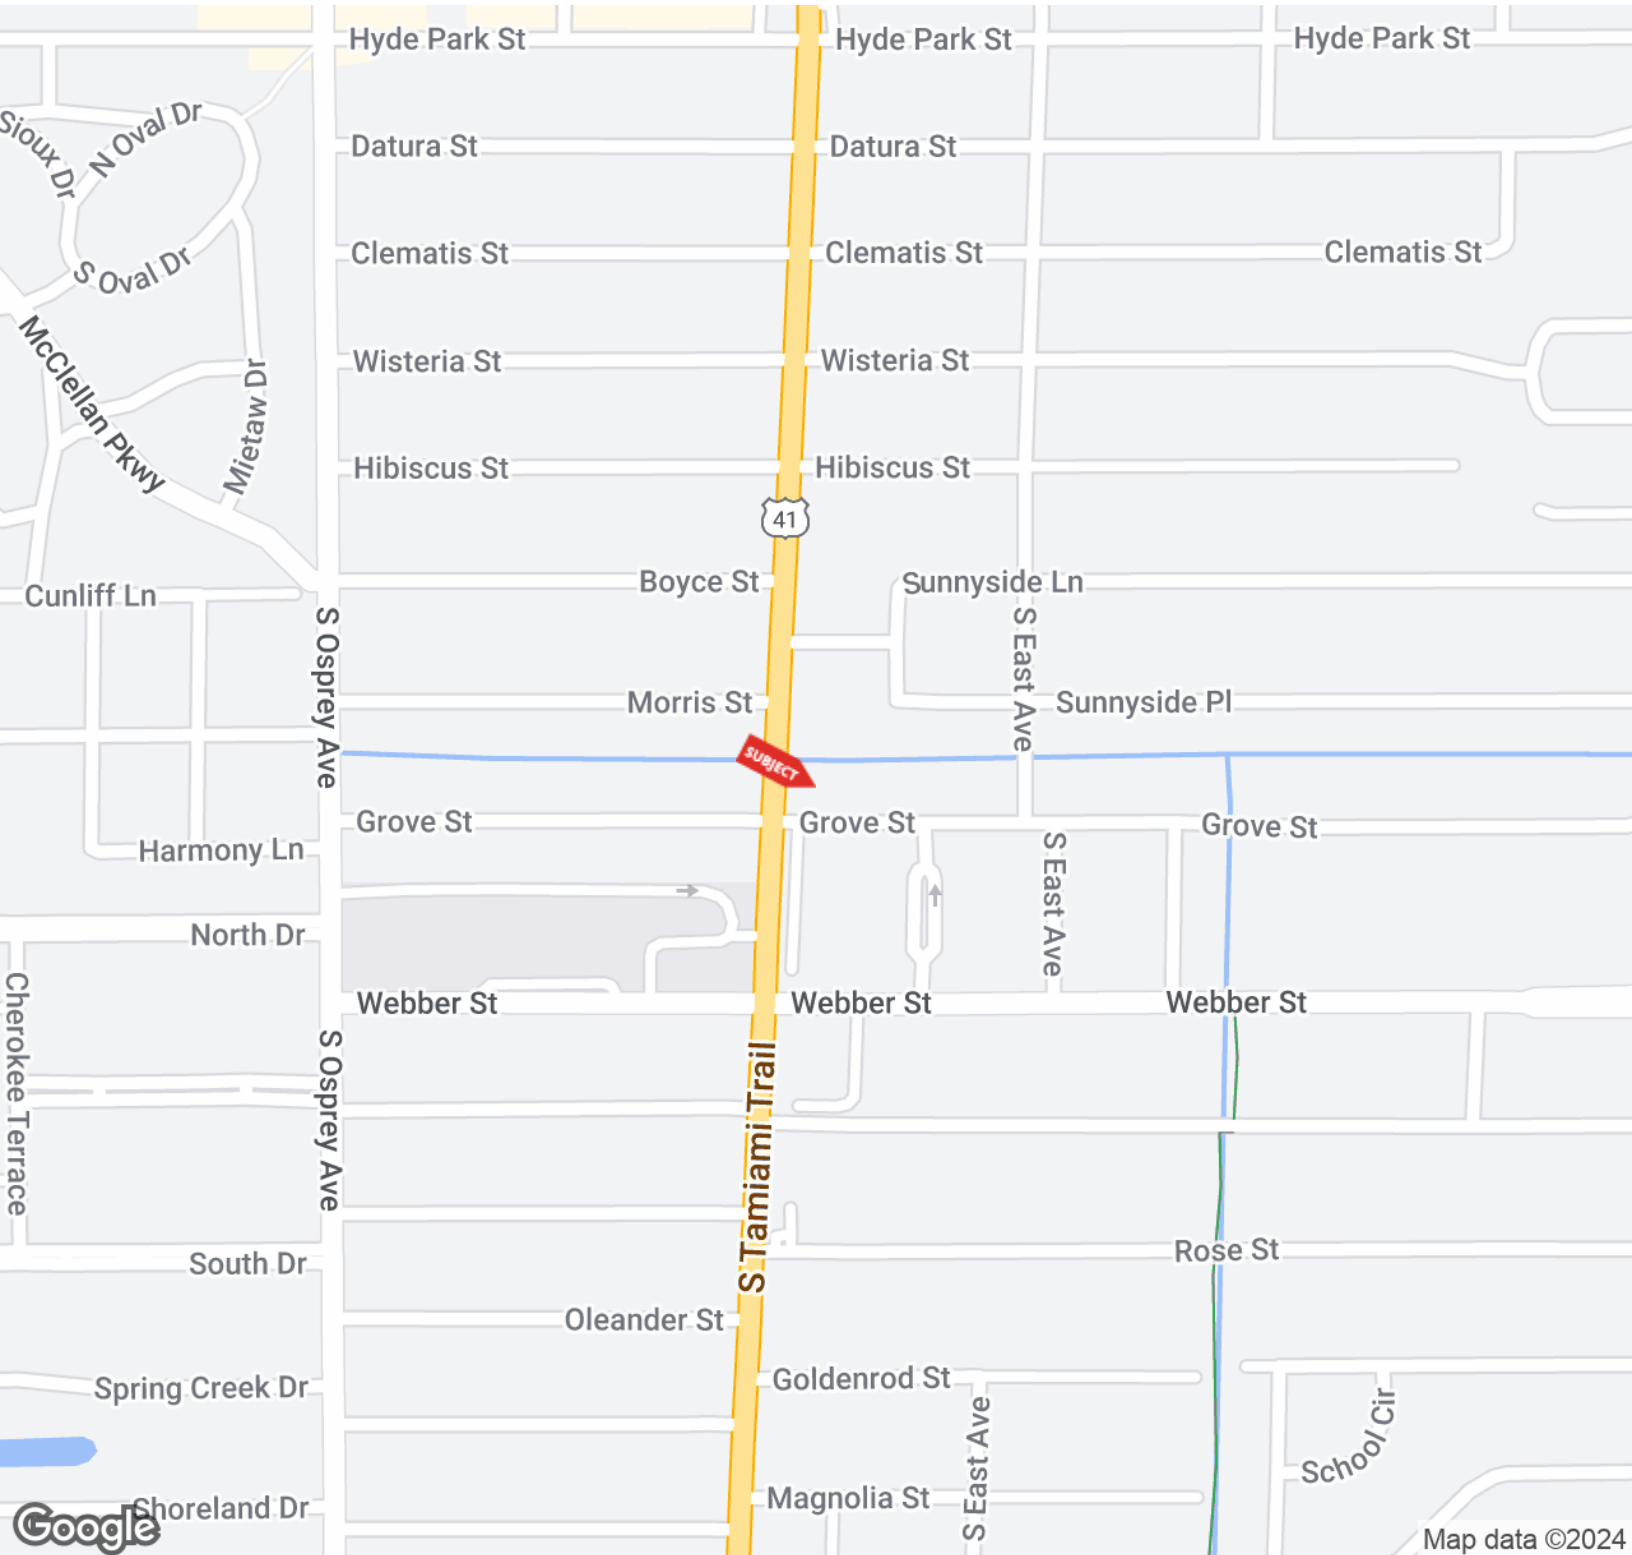 Hyde Park St
Hyde Park St
Hyde Park St
Sioux Dr
N Oval Dr
Datura St
Datura St
S Oval Dr
Clematis St
Clematis St
Clematis St
McClellan Pkwy
Mietaw Dr
Wisteria St
Wisteria St
Hibiscus St
Hibiscus St
41
Cunliff Ln
Boyce St
Sunnyside Ln
S Osprey Ave
S East Ave
Morris St
Sunnyside Pl
SUBJECT
Grove St
Grove St
Grove St
Harmony Ln
S East Ave
North Dr
Cherokee Terrace
Webber St
Webber St
Webber St
S Osprey Ave
S Tamiami Trail
South Dr
Rose St
Oleander St
Spring Creek Dr
Goldenrod St
S East Ave
School Cir
Shoreland Dr
Magnolia St
Google
Map data ©2024